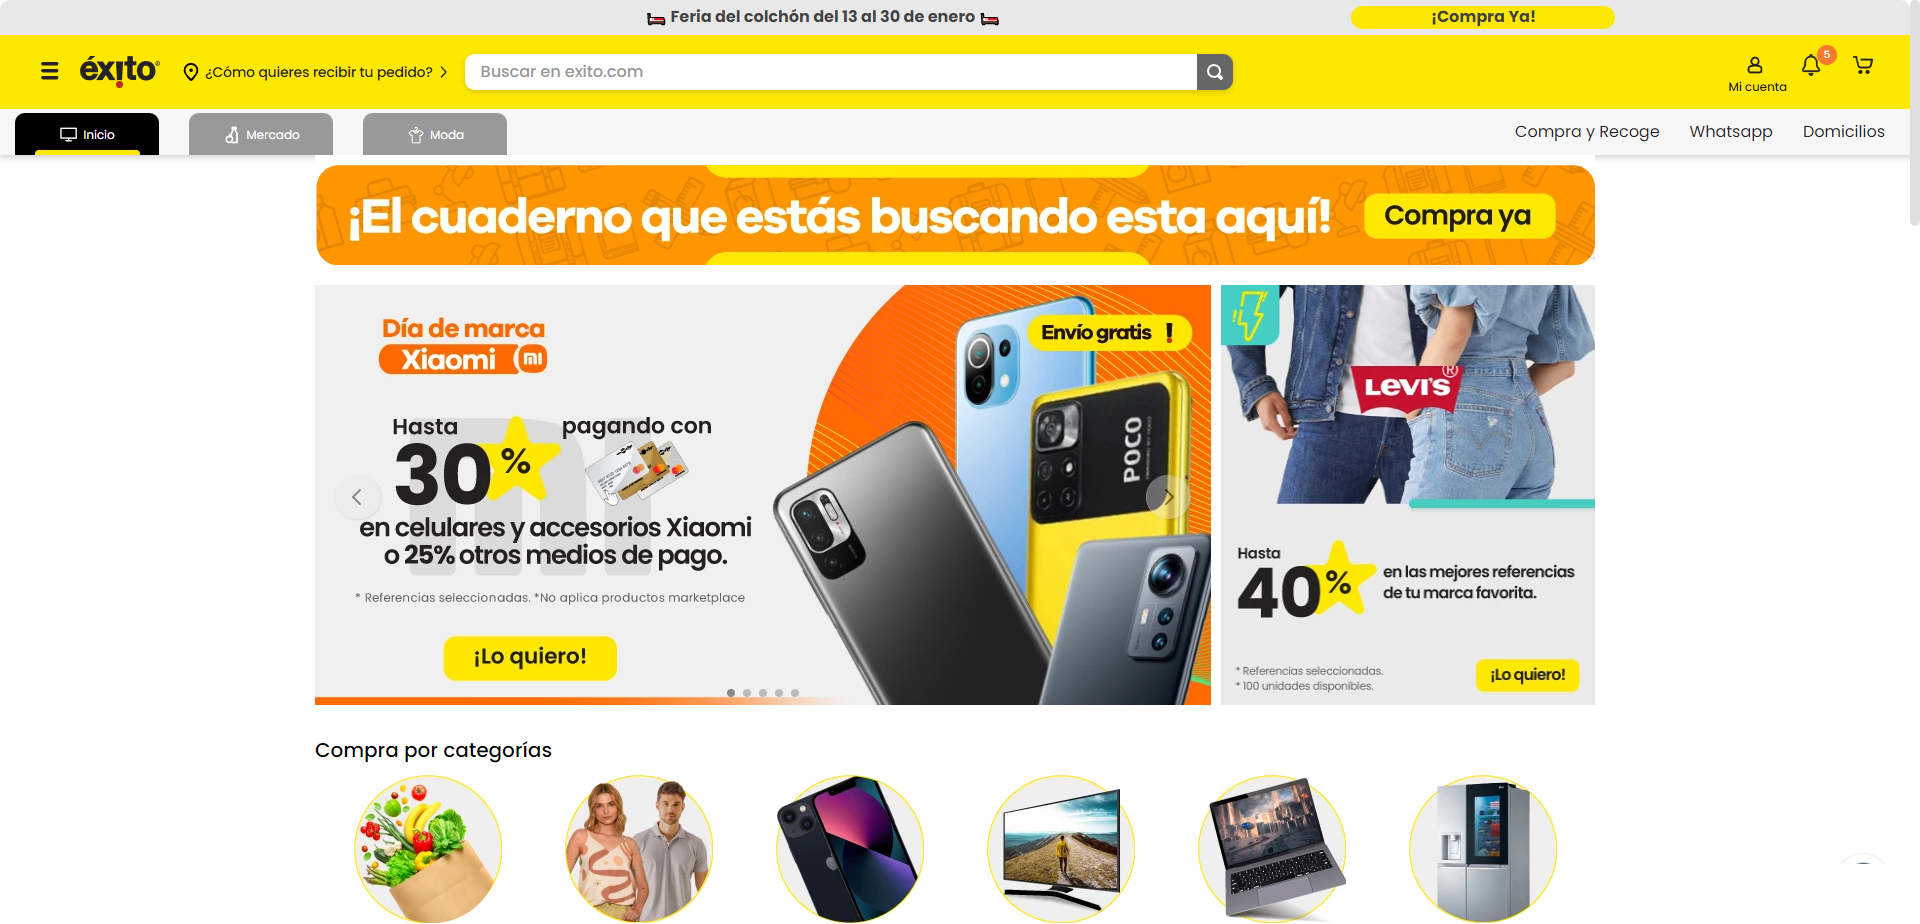 Feria del colchón del 13 al 30 de enero
¡Compra Ya!
éxito
¿Cómo quieres recibir tu pedido?
Buscar en exito.com
Mi cuenta
5
Inicio
Mercado
Moda
Compra y Recoge
Whatsapp
Domicilios
¡El cuaderno que estás buscando esta aquí!
Compra ya
Día de marca
Xiaomi
mi
Envío gratis !
Hasta
30%
pagando con
en celulares y accesorios Xiaomi
o 25% otros medios de pago.
* Referencias seleccionadas. *No aplica productos marketplace
¡Lo quiero!
POCO
LEVI'S®
Hasta
40%
en las mejores referencias
de tu marca favorita.
* Referencias seleccionadas.
* 100 unidades disponibles.
¡Lo quiero!
Compra por categorías